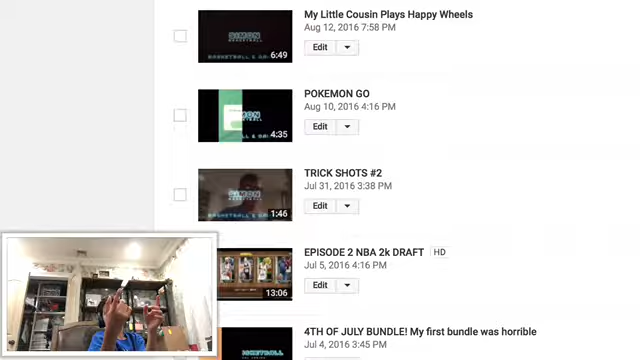 My Little Cousin Plays Happy Wheels
Aug 12, 2016 7:58 PM
SIMON
6:49
Edit
POKEMON GO
Aug 10, 2016 4:16 PM
4:35
Edit
TRICK SHOTS #2
Jul 31, 2016 3:38 PM
SIMON
1:46
Edit
EPISODE 2 NBA 2k DRAFT HD
Jul 5, 2016 4:16 PM
13:06
Edit
4TH OF JULY BUNDLE! My first bundle was horrible
Jul 4, 2016 3:45 PM